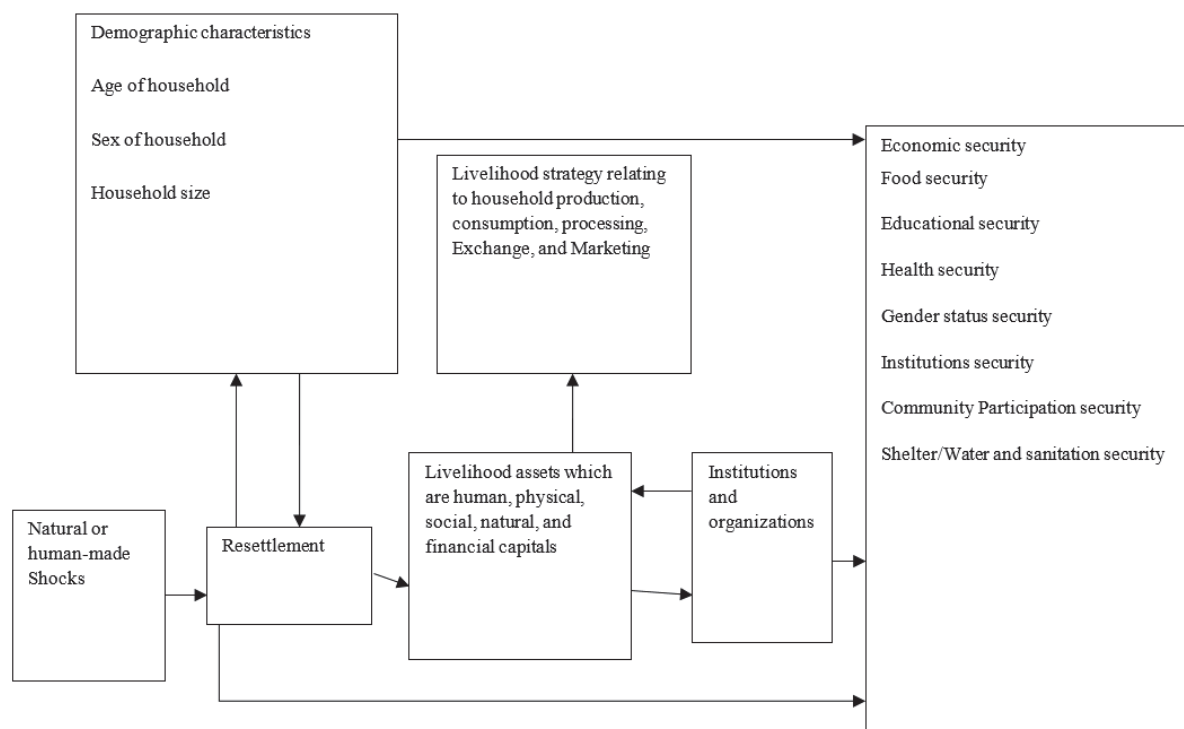 Demographic characteristics
Age of household
Sex of household
Household size
Livelihood strategy relating
to household production,
consumption, processing,
Exchange, and Marketing
Economic security
Food security
Educational security
Health security
Gender status security
Institutions security
Community Participation security
Shelter/Water and sanitation security
Natural or
human-made
Shocks
Resettlement
Livelihood assets which
are human, physical,
social, natural, and
financial capitals
Institutions
and
organizations